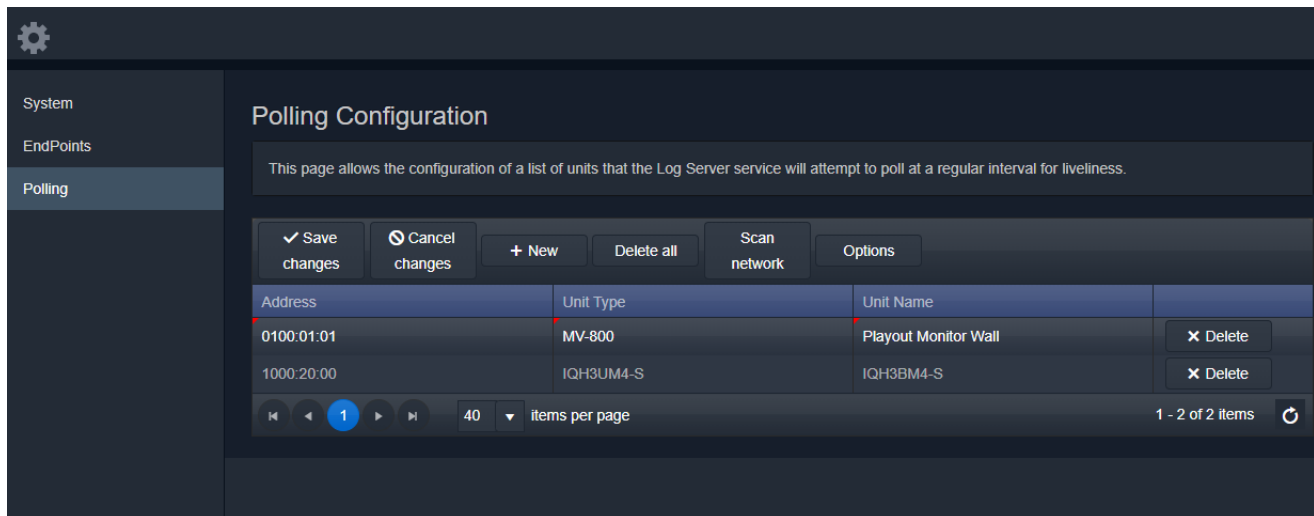 System
EndPoints
Polling
Polling Configuration
This page allows the configuration of a list of units that the Log Server service will attempt to poll at a regular interval for liveliness.
Save changes
Cancel changes
+ New
Delete all
Scan network
Options
Address Unit Type Unit Name
0100:01:01 MV-800 Playout Monitor Wall Delete
1000:20:00 IQH3UM4-S IQH3BM4-S Delete
1 40 items per page 1 - 2 of 2 items